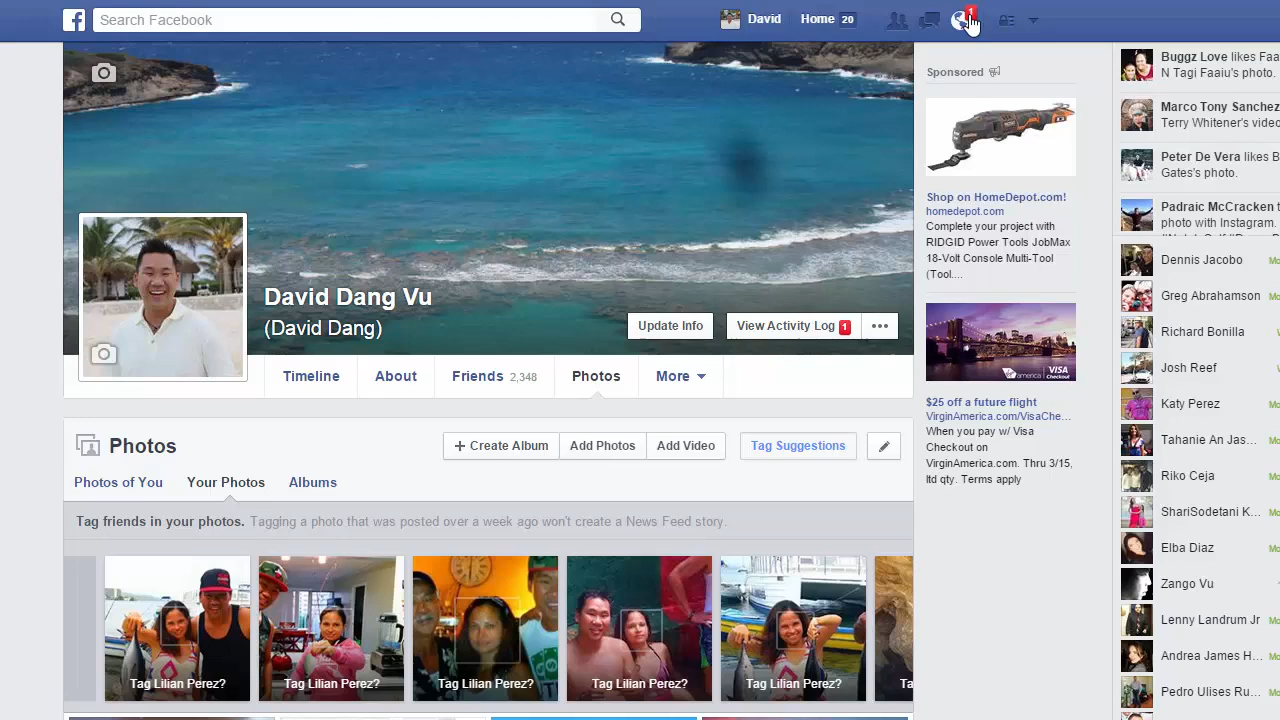 Search Facebook
David
Home 20
1
David Dang Vu
(David Dang)
Update
View Activity Log 1
Timeline
About
Friends 2,348
Photos
More
Photos
+ Create Album
Add Photos
Add Video
Tag Suggestions
Photos of You
Your Photos
Albums
Tag friends in your photos. Tagging a photo that was posted over a week ago won't create a News Feed story.
Tag Lilian Perez?
Tag Lilian Perez?
Tag Lilian Perez?
Tag Lilian Perez?
Tag Lilian Perez?
Ta
Sponsored
Shop on HomeDepot.com!
homedepot.com
Complete your project with
RIDGID Power Tools JobMax
18-Volt Console Multi-Tool
(Tool....
america
VISA
Checkout
$25 off a future flight
VirginAmerica.com/VisaChe...
When you pay w/ Visa
Checkout on
VirginAmerica.com. Thru 3/15,
ltd qty. Terms apply
Buggz Love likes Faa
N Tagi Faaiu's photo.
Marco Tony Sanchez
Terry Whitener's video
Peter De Vera likes B
Gates's photo.
Padraic McCracken t
photo with Instagram.
Dennis Jacobo
Greg Abrahamson
Richard Bonilla
Josh Reef
Katy Perez
Tahanie An Jas...
Riko Ceja
ShariSodetani K...
Elba Diaz
Zango Vu
Lenny Landrum Jr
Andrea James H...
Pedro Ulises Ru...